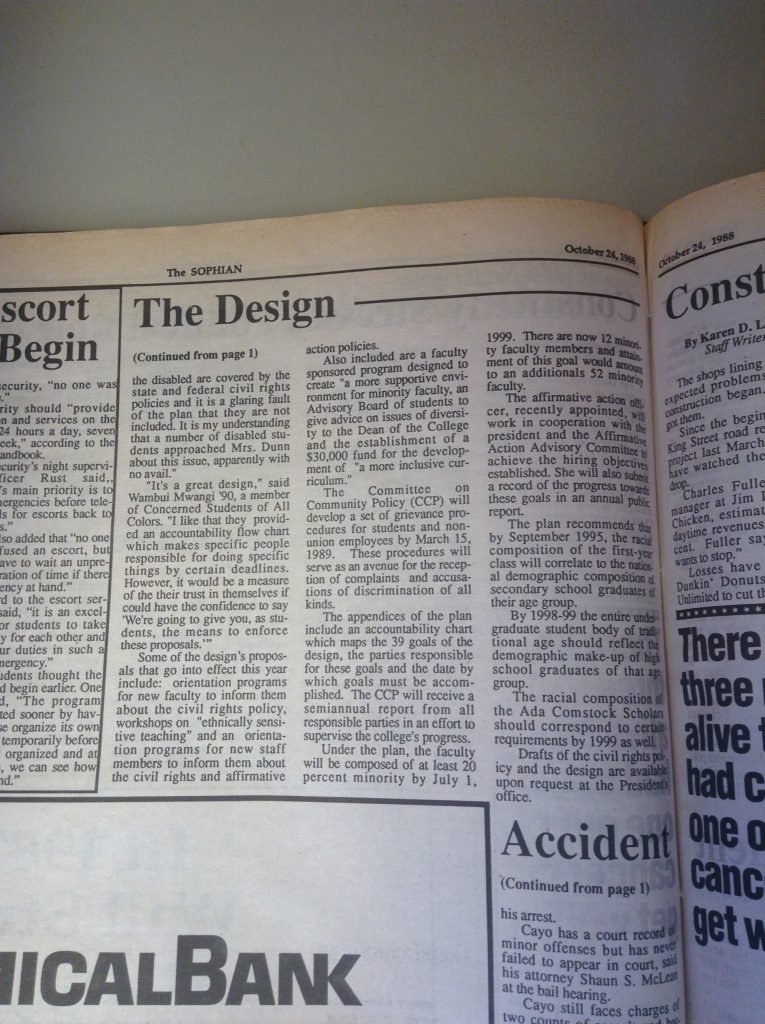 The SOPHIAN
October 24, 1988
scort
Begin
security, "no one was
rity should "provide
on and services on the
24 hours a day, seven
eek," according to the
andbook.
ecurity's night supervi-
ficer Rust said,,
's main priority is to
ergencies before tele-
ls for escorts back to
s."
also added that "no one
fused an escort, but
ave to wait an unpre-
ration of time if there
ency at hand."
rd to the escort ser-
said, "it is an excel-
or students to take
y for each other and
ur duties in such a
mergency."
udents thought the
d begin earlier. One
d, "The program
ted sooner by hav-
se organize its own
temporarily before
organized and at
, we can see how
nd."
The Design
(Continued from page 1)
the disabled are covered by the
state and federal civil rights
policies and it is a glaring fault
of the plan that they are not
included. It is my understanding
that a number of disabled stu-
dents approached Mrs. Dunn
about this issue, apparently with
no avail."
"It's a great design," said
Wambui Mwangi '90, a member
of Concerned Students of All
Colors. "I like that they provid-
ed an accountability flow chart
which makes specific people
responsible for doing specific
things by certain deadlines.
However, it would be a measure
of the their trust in themselves if
could have the confidence to say
'We're going to give you, as stu-
dents, the means to enforce
these proposals.'"
Some of the design's propos-
als that go into effect this year
include: orientation programs
for new faculty to inform them
about the civil rights policy,
workshops on "ethnically sensi-
tive teaching" and an orienta-
tion programs for new staff
members to inform them about
the civil rights and affirmative
action policies.
Also included are a faculty
sponsored program designed to
create "a more supportive envi-
ronment for minority faculty, an
Advisory Board of students to
give advice on issues of diversi-
ty to the Dean of the College
and the establishment of a
$30,000 fund for the develop-
ment of "a more inclusive cur-
riculum."
The Committee on
Community Policy (CCP) will
develop a set of grievance pro-
cedures for students and non-
union employees by March 15,
1989. These procedures will
serve as an avenue for the recep-
tion of complaints and accusa-
tions of discrimination of all
kinds.
The appendices of the plan
include an accountability chart
which maps the 39 goals of the
design, the parties responsible
for these goals and the date by
which goals must be accom-
plished. The CCP will receive a
semiannual report from all
responsible parties in an effort to
supervise the college's progress.
Under the plan, the faculty
will be composed of at least 20
percent minority by July 1,
1999. There are now 12 minori-
ty faculty members and attain-
ment of this goal would amount
to an additionals 52 minority
faculty.
The affirmative action offi-
cer, recently appointed, will
work in cooperation with the
president and the Affirmative
Action Advisory Committee to
achieve the hiring objectives
established. She will also submit
a record of the progress towards
these goals in an annual public
report.
The plan recommends that
by September 1995, the racial
composition of the first-year
class will correlate to the nation-
al demographic composition of
secondary school graduates of
their age group.
By 1998-99 the entire under-
graduate student body of tradi-
tional age should reflect the
demographic make-up of high
school graduates of that age
group.
The racial composition of
the Ada Comstock Scholars
should correspond to certain
requirements by 1999 as well.
Drafts of the civil rights pol-
icy and the design are available
upon request at the President's
office.
Accident
(Continued from page 1)
his arrest.
Cayo has a court record of
minor offenses but has never
failed to appear in court, said
his attorney Shaun S. McLean
at the bail hearing.
Cayo still faces charges of
two counts of
ICALBANK
October 24, 1988
Const
By Karen D. L
Staff Writer
The shops lining
expected problems
construction began.
got them.
Since the begin
King Street road re
project last March
have watched the
drop.
Charles Fuller
manager at Jim D
Chicken, estimat
daytime revenues
cent. Fuller say
wants to stop."
Losses have
Dunkin' Donuts
Unlimited to cut th
There
three
alive
had c
one o
canc
get w